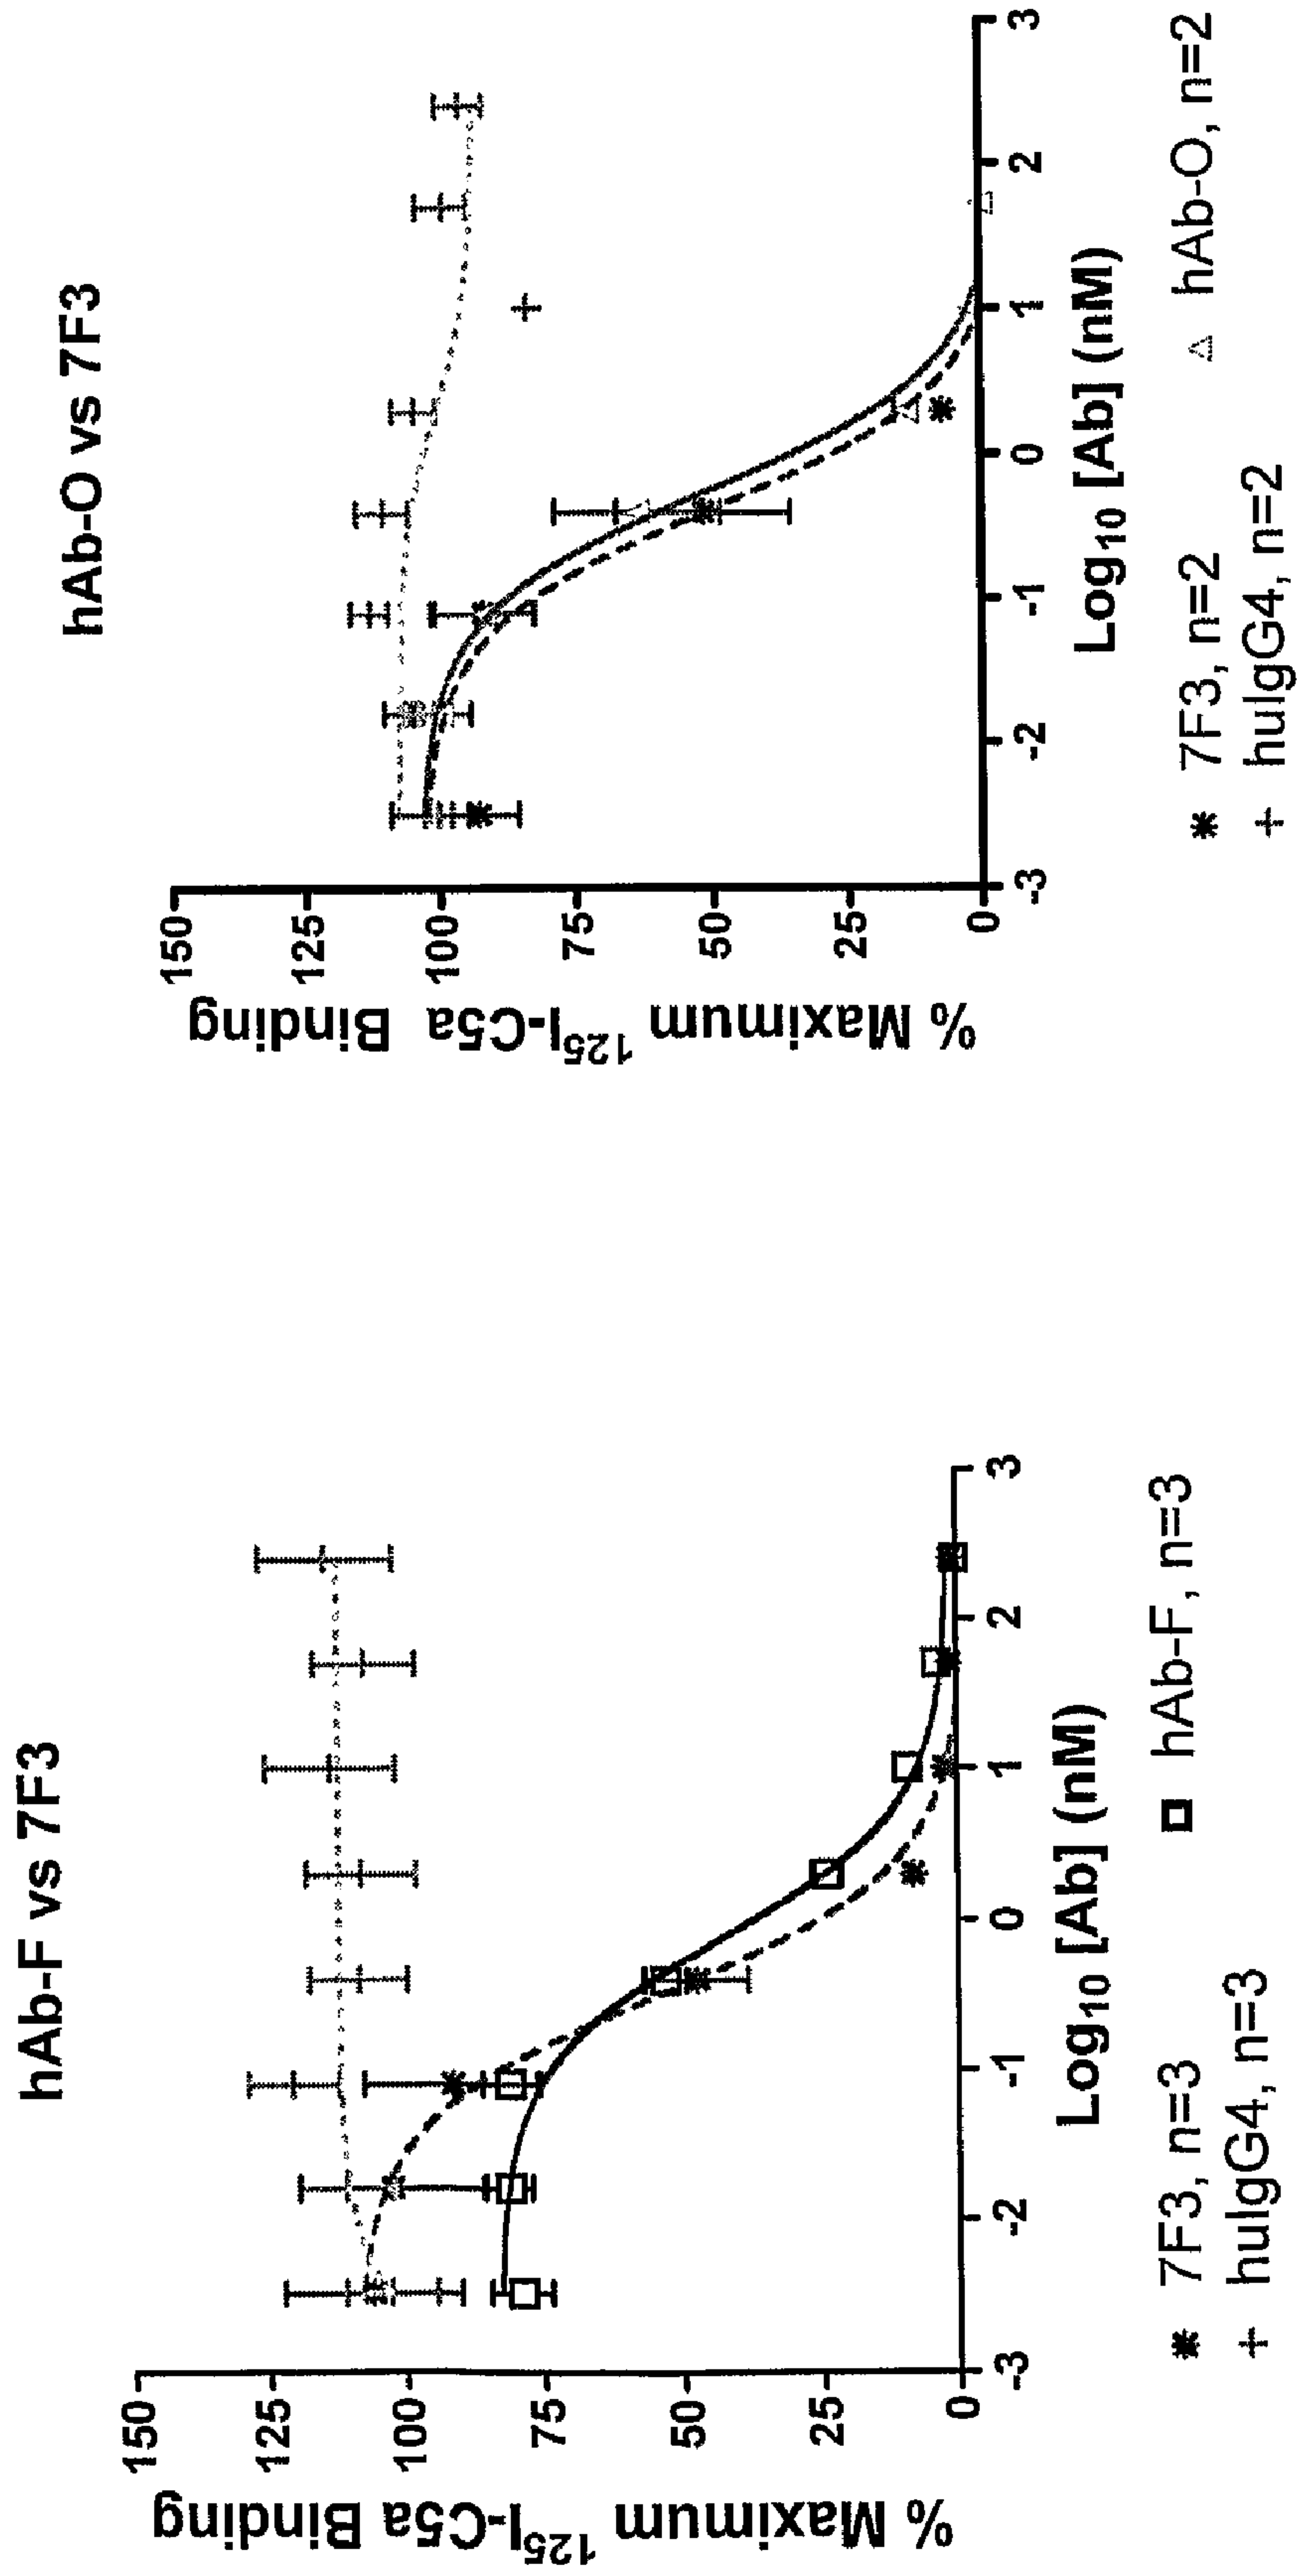 hAb-F vs 7F3
% Maximum ¹²⁵I-C5a Binding
150
125
100
75
50
25
0
-3
-2
-1
0
1
2
3
Log₁₀ [Ab] (nM)
7F3, n=3
hAb-F, n=3
huIgG4, n=3
hAb-O vs 7F3
% Maximum ¹²⁵I-C5a Binding
150
125
100
75
50
25
0
-3
-2
-1
0
1
2
3
Log₁₀ [Ab] (nM)
7F3, n=2
hAb-O, n=2
huIgG4, n=2